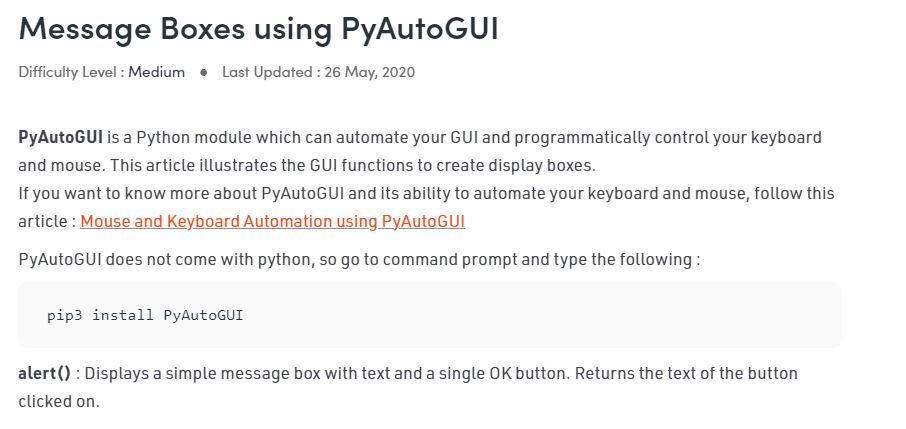 Message Boxes using PyAutoGUI
Difficulty Level : Medium ● Last Updated : 26 May, 2020
PyAutoGUI is a Python module which can automate your GUI and programmatically control your keyboard
and mouse. This article illustrates the GUI functions to create display boxes.
If you want to know more about PyAutoGUI and its ability to automate your keyboard and mouse, follow this
article : Mouse and Keyboard Automation using PyAutoGUI
PyAutoGUI does not come with python, so go to command prompt and type the following :
pip3 install PyAutoGUI
alert() : Displays a simple message box with text and a single OK button. Returns the text of the button
clicked on.